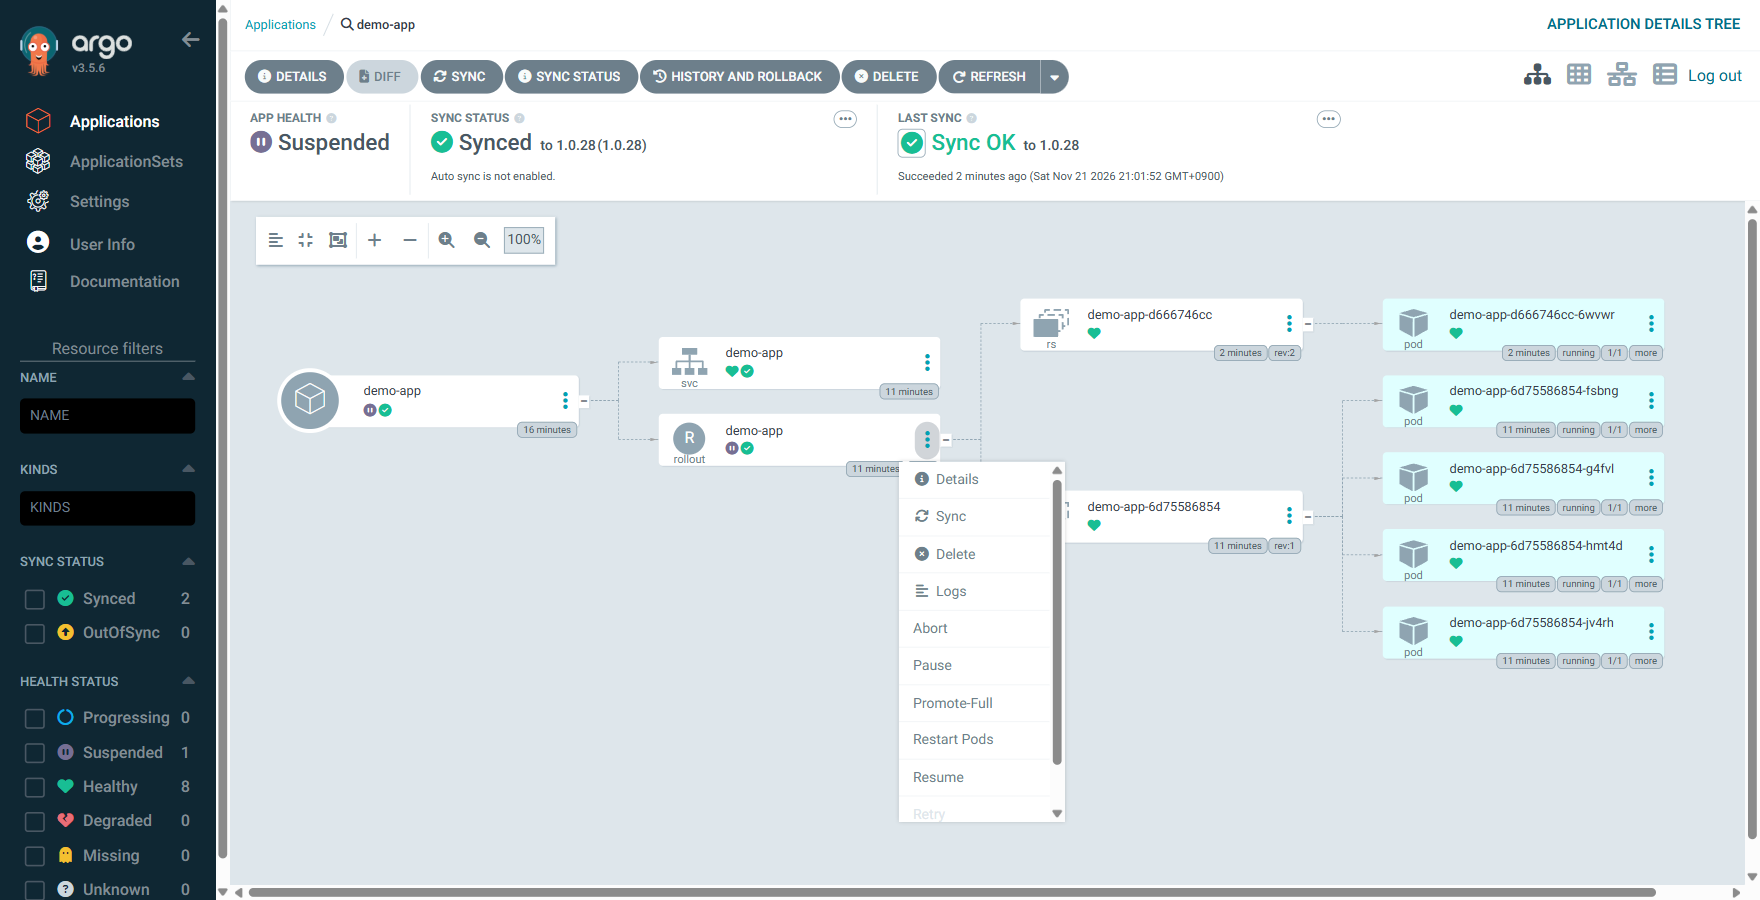 argo
v3.5.6
Applications
ApplicationSets
Settings
User Info
Documentation
Resource filters
NAME
NAME
KINDS
KINDS
SYNC STATUS
Synced 2
OutOfSync 0
HEALTH STATUS
Progressing 0
Suspended 1
Healthy 8
Degraded 0
Missing 0
Unknown 0
Applications / demo-app
APPLICATION DETAILS TREE
DETAILS DIFF SYNC SYNC STATUS HISTORY AND ROLLBACK DELETE REFRESH
Log out
APP HEALTH
Suspended
SYNC STATUS
Synced to 1.0.28 (1.0.28)
Auto sync is not enabled.
LAST SYNC
Sync OK to 1.0.28
Succeeded 2 minutes ago (Sat Nov 21 2026 21:01:52 GMT+0900)
100%
demo-app
16 minutes
svc
demo-app
11 minutes
R
rollout
demo-app
11 minutes
Details
Sync
Delete
Logs
Abort
Pause
Promote-Full
Restart Pods
Resume
Retry
rs
demo-app-d666746cc
2 minutes rev:2
demo-app-6d75586854
11 minutes rev:1
pod
demo-app-d666746cc-6wvwr
2 minutes running 1/1 more
pod
demo-app-6d75586854-fsbng
11 minutes running 1/1 more
pod
demo-app-6d75586854-g4fvl
11 minutes running 1/1 more
pod
demo-app-6d75586854-hmt4d
11 minutes running 1/1 more
pod
demo-app-6d75586854-jv4rh
11 minutes running 1/1 more